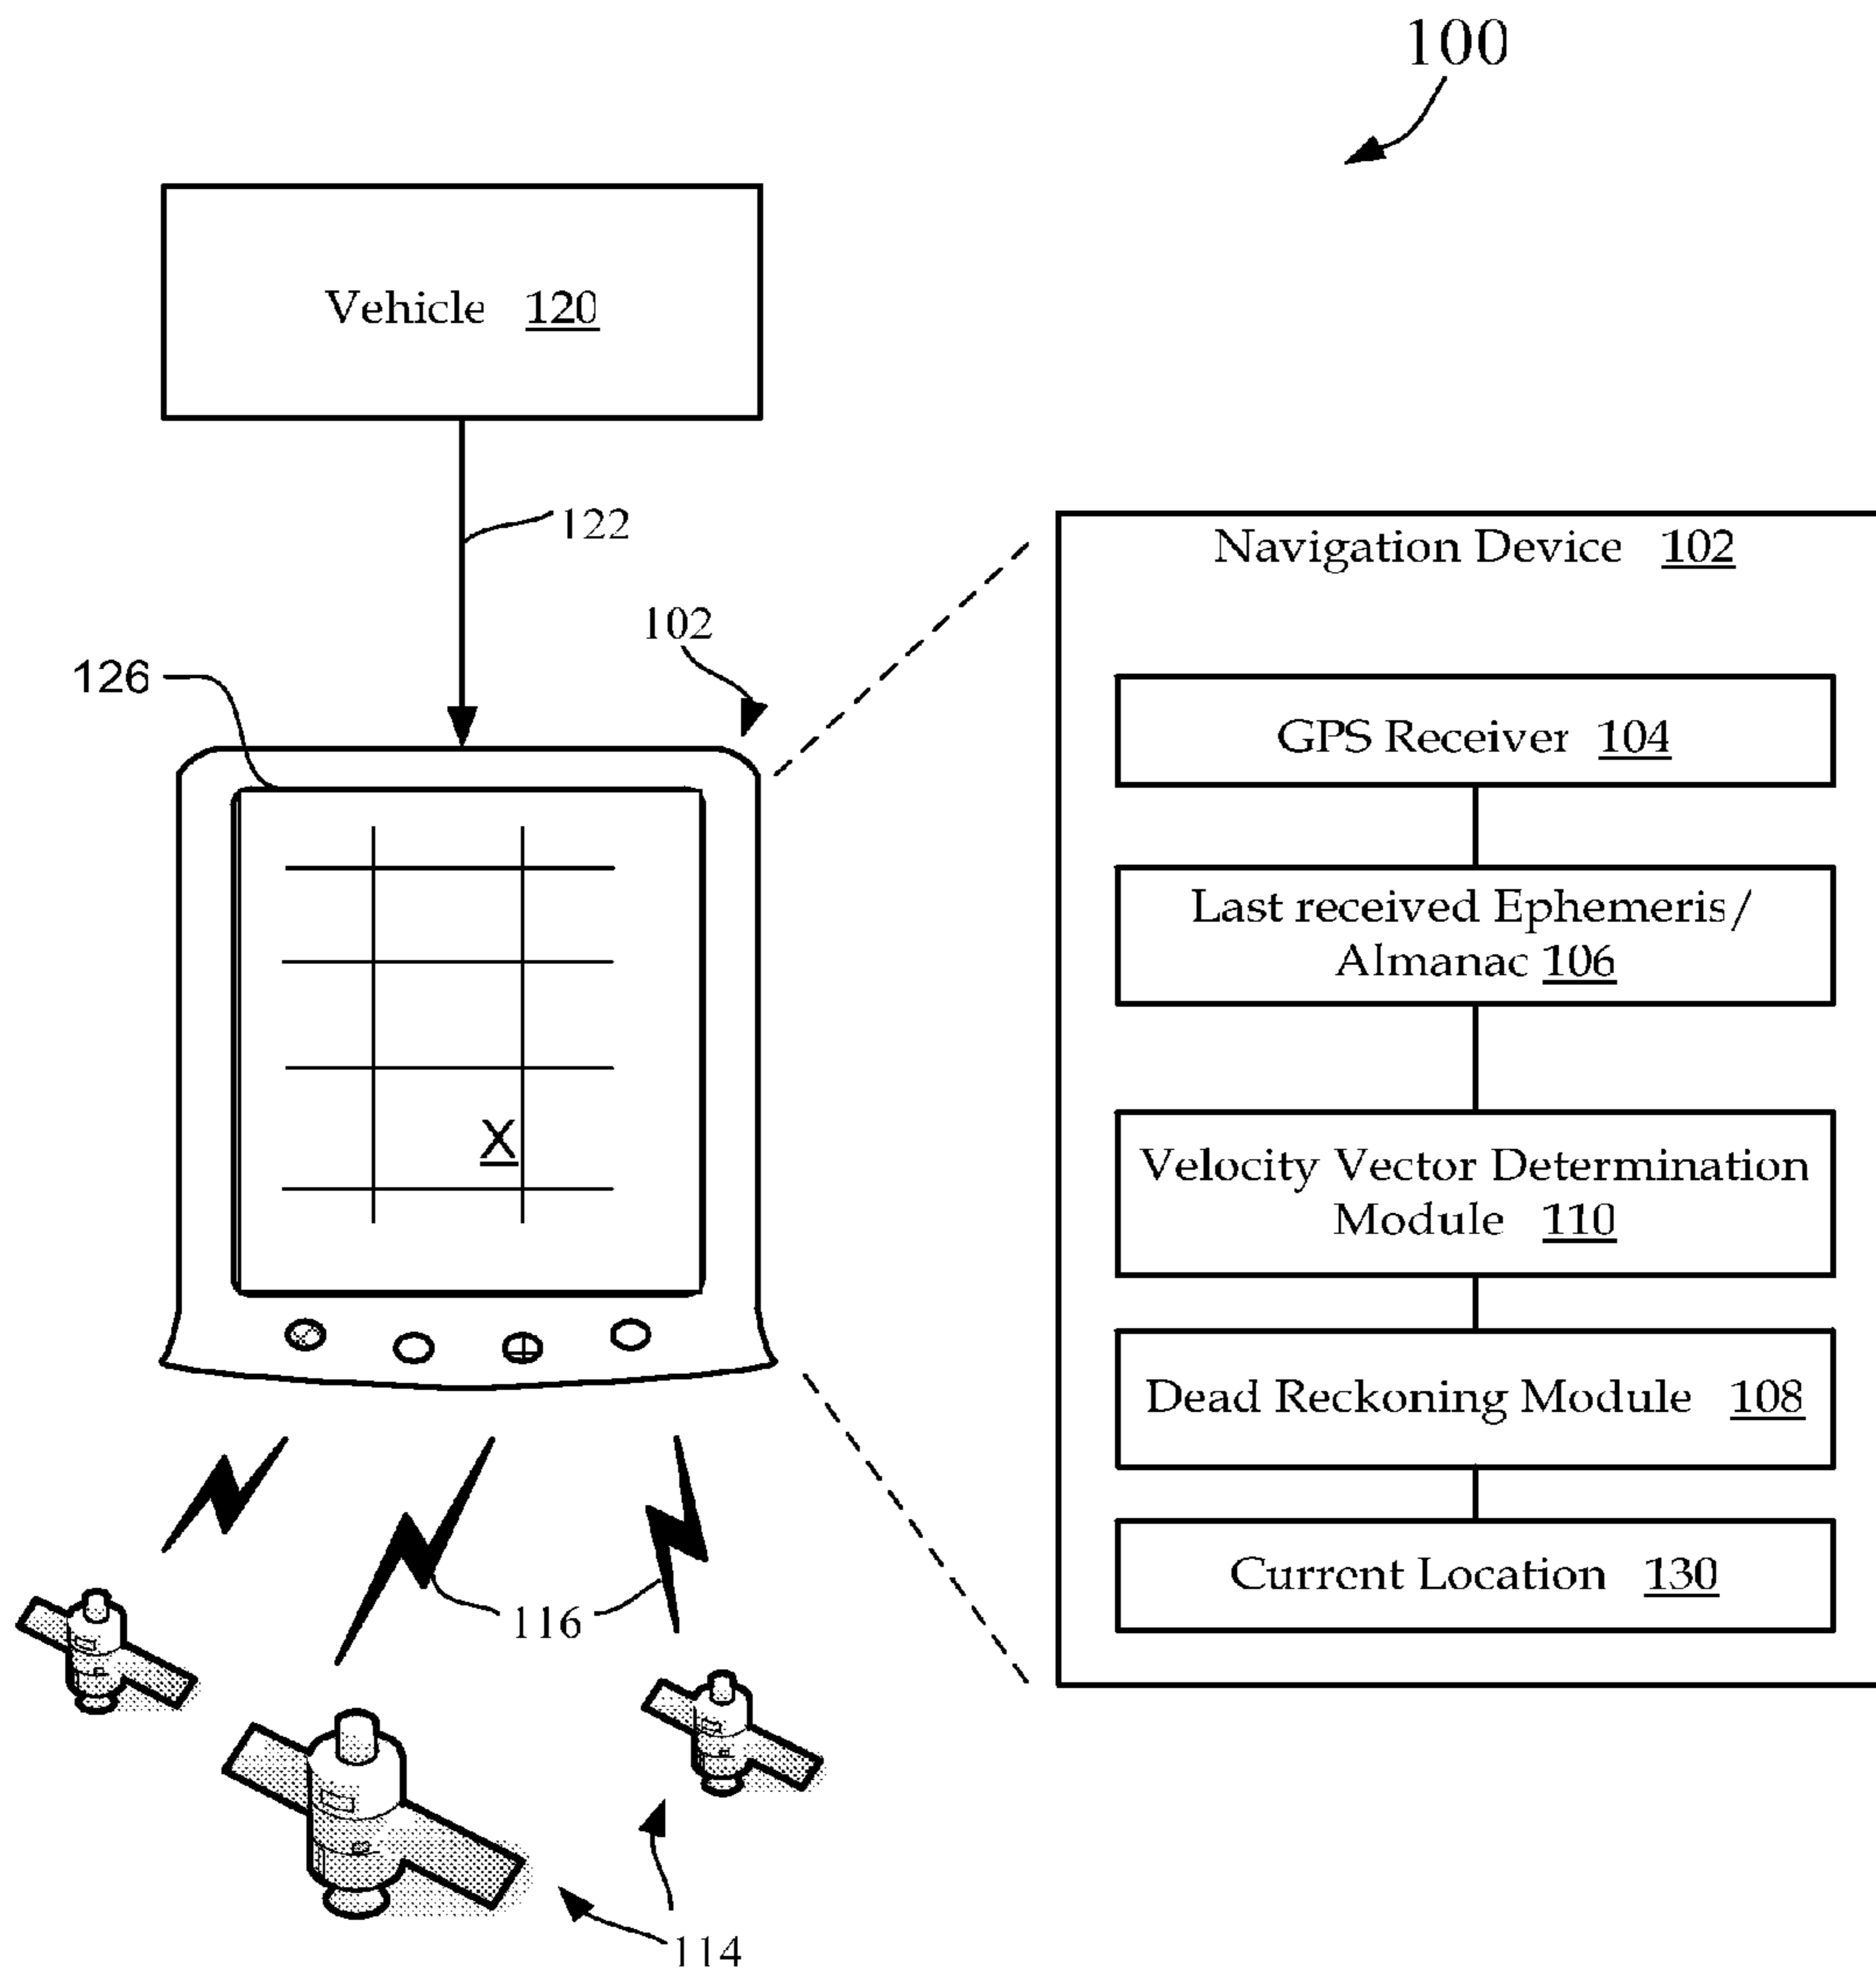 100
Vehicle 120
122
102
126
X
116
114
Navigation Device 102
GPS Receiver 104
Last received Ephemeris/
Almanac 106
Velocity Vector Determination
Module 110
Dead Reckoning Module 108
Current Location 130